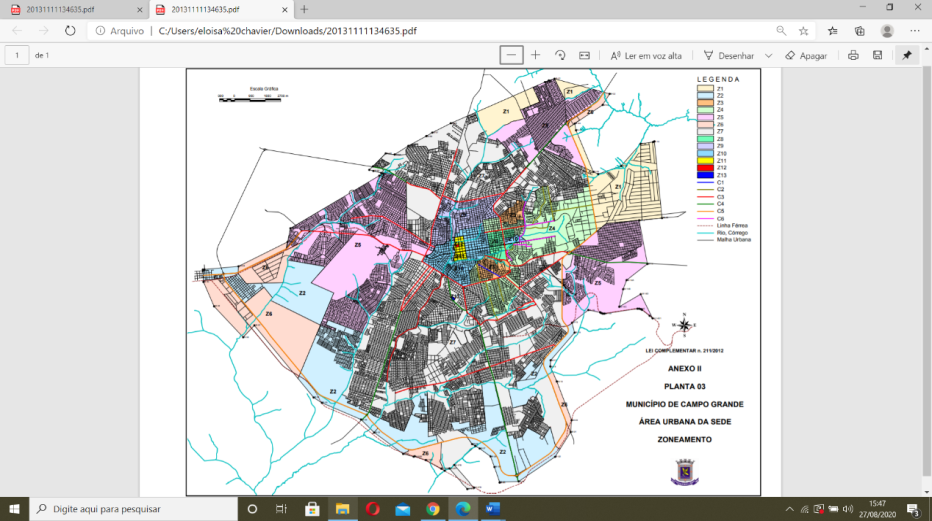 20131111134635.pdf
20131111134635.pdf
Arquivo
C:/Users/eloisa%20chavier/Downloads/20131111134635.pdf
1 de 1
Ler em voz alta
Desenhar
Apagar
Escala Gráfica
LEGENDA
Z1
Z2
Z3
Z4
Z5
Z6
Z7
Z8
Z9
Z10
Z11
Z12
Z13
C1
C2
C3
C4
C5
C6
Linha Férrea
Rio, Córrego
Malha Urbana
Z1
Z1
Z1
Z4
Z5
Z5
Z2
Z6
Z7
Z2
Z2
Z6
LEI COMPLEMENTAR n. 211/2012
ANEXO II
PLANTA 03
MUNICÍPIO DE CAMPO GRANDE
ÁREA URBANA DA SEDE
ZONEAMENTO
Digite aqui para pesquisar
15:47
27/08/2020
3